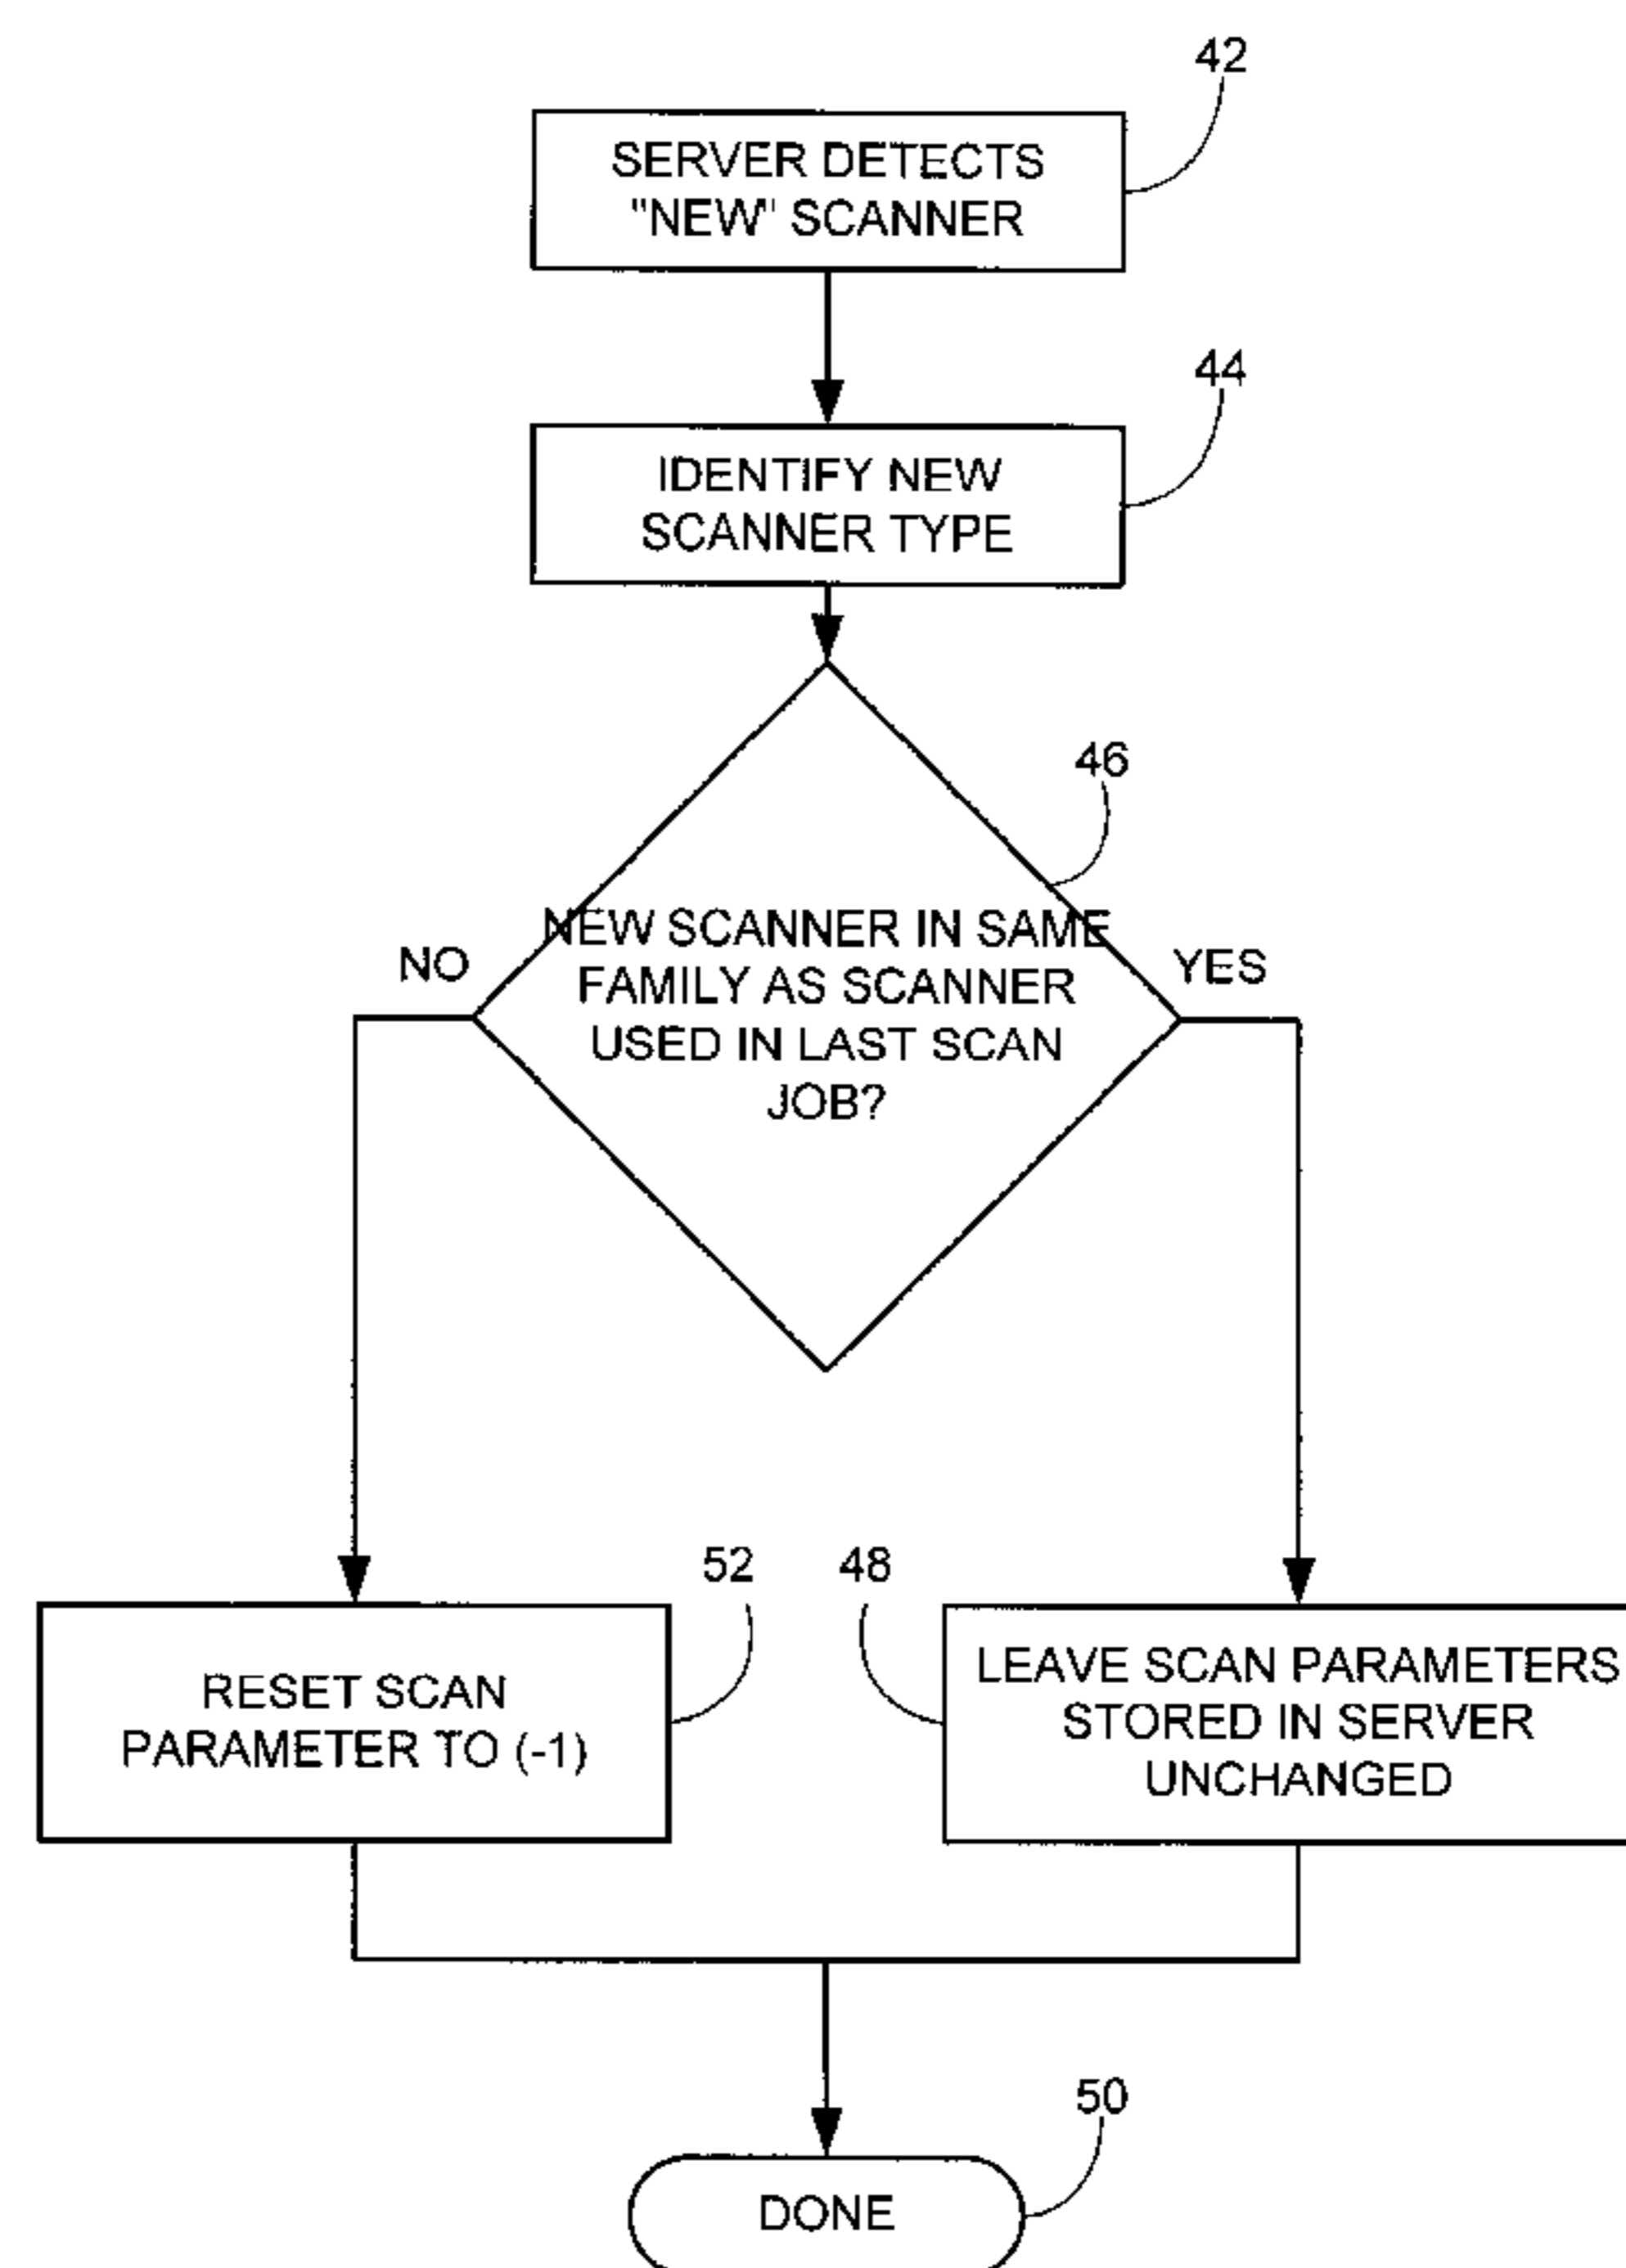 42
SERVER DETECTS
"NEW" SCANNER
44
IDENTIFY NEW
SCANNER TYPE
46
NEW SCANNER IN SAME
FAMILY AS SCANNER
USED IN LAST SCAN
JOB?
NO
YES
52
RESET SCAN
PARAMETER TO (-1)
48
LEAVE SCAN PARAMETERS
STORED IN SERVER
UNCHANGED
50
DONE